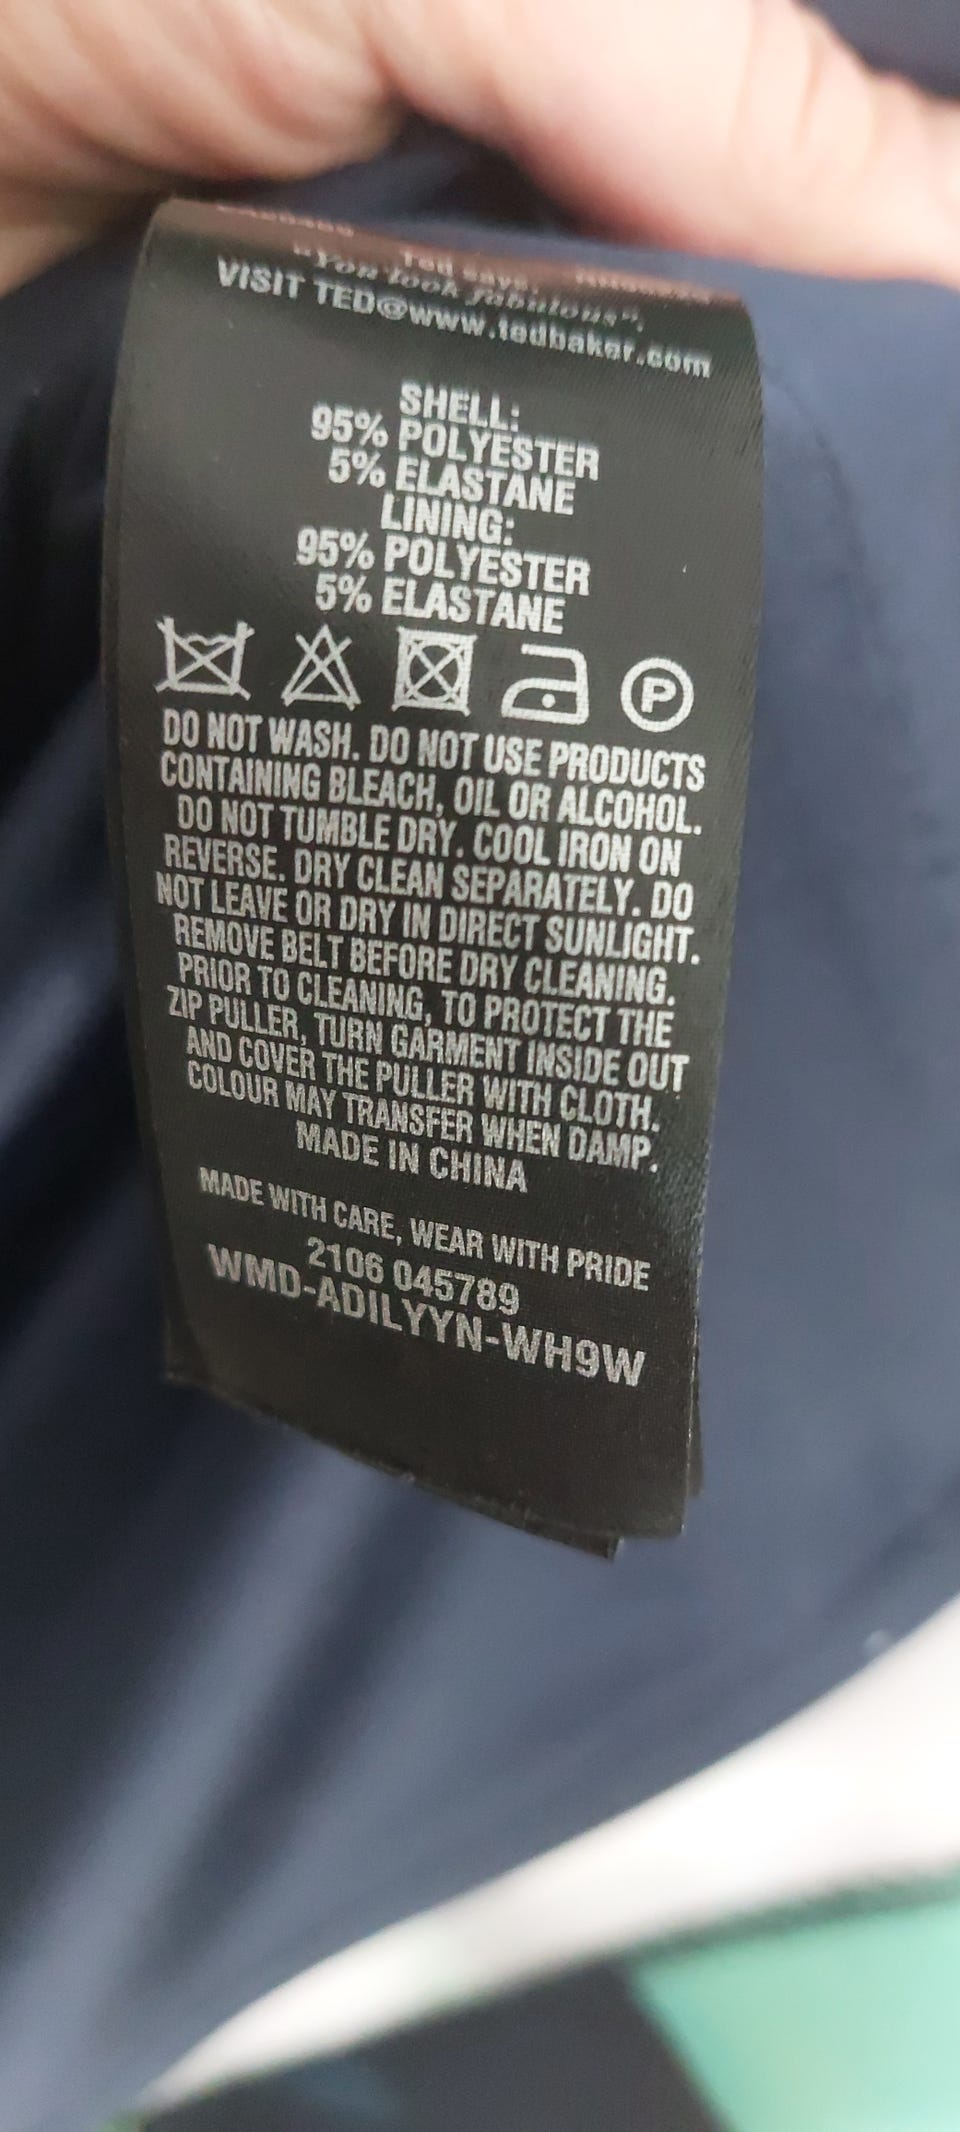 Ted says:
"You look fabulous",
VISIT TED@www.tedbaker.com
SHELL:
95% POLYESTER
5% ELASTANE
LINING:
95% POLYESTER
5% ELASTANE
P
DO NOT WASH. DO NOT USE PRODUCTS
CONTAINING BLEACH, OIL OR ALCOHOL.
DO NOT TUMBLE DRY. COOL IRON ON
REVERSE. DRY CLEAN SEPARATELY. DO
NOT LEAVE OR DRY IN DIRECT SUNLIGHT.
REMOVE BELT BEFORE DRY CLEANING.
PRIOR TO CLEANING, TO PROTECT THE
ZIP PULLER, TURN GARMENT INSIDE OUT
AND COVER THE PULLER WITH CLOTH.
COLOUR MAY TRANSFER WHEN DAMP.
MADE IN CHINA
MADE WITH CARE, WEAR WITH PRIDE
2106 045789
WMD-ADILYYN-WH9W